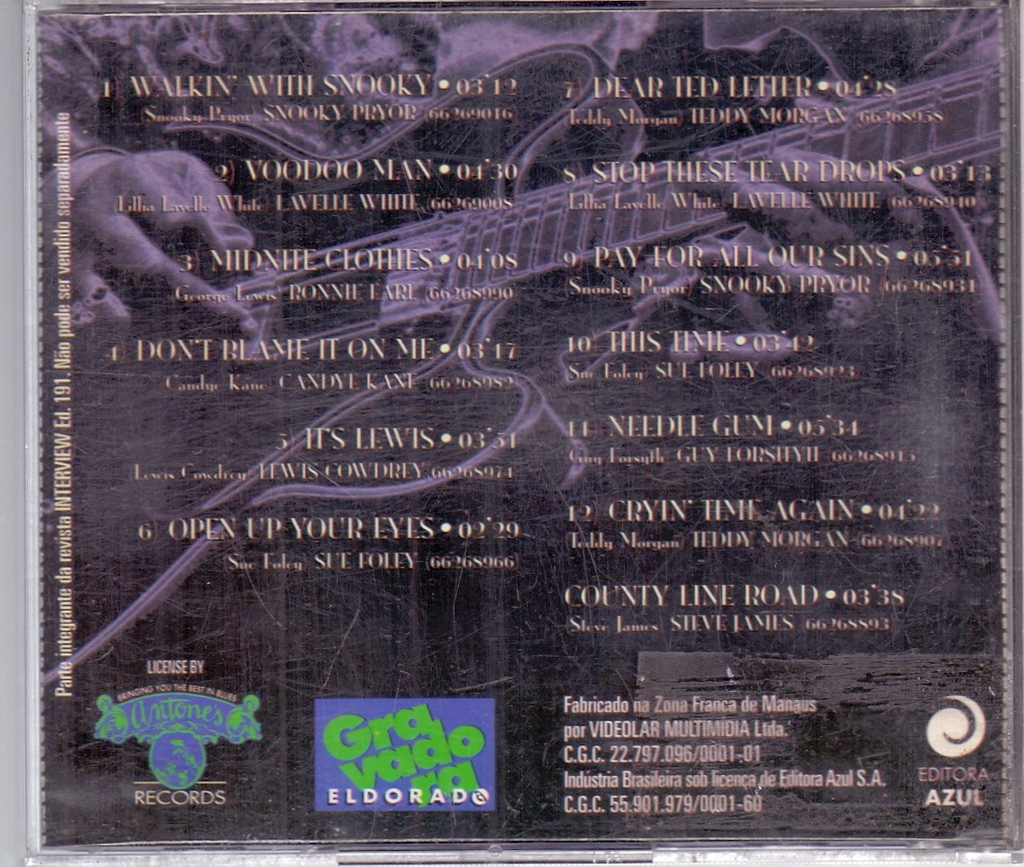 Parte integrante da revista INTERVIEW Ed. 191. Não pode ser vendido separadamente
1) WALKIN' WITH SNOOKY • 03'12
(Snooky Pryor) SNOOKY PRYOR (66269016
2) VOODOO MAN • 04'30
(Lillia Lavelle White) LAVELLE WHITE (66269008
3) MIDNITE CLOTHES • 04'08
George Lewis) RONNIE EARL (66268990)
4) DON'T BLAME IT ON ME • 03'47
Candye Kane) CANDYE KANE (66268982)
5) IT'S LEWIS • 03'51
Lewis Cowdrey) LEWIS COWDREY (66268974
6) OPEN UP YOUR EYES • 02'29
Sue Foley) SUE FOLEY (66268966)
7) DEAR TED LETTER • 04'28
Teddy Morgan) TEDDY MORGAN (66268958
8) STOP THESE TEAR DROPS • 03'13
Lillia Lavelle White) LAVELLE WHITE (66268940)
9) PAY FOR ALL OUR SINS • 05'51
(Snooky Pryor) SNOOKY PRYOR (66268931
10) THIS TIME • 03'42
Sue Foley) SUE FOLEY (66268923)
11) NEEDLE GUM • 05'34
Guy Forsyth) GUY FORSHYTE (66268915
12) CRYIN' TIME AGAIN • 04'22
Teddy Morgan) TEDDY MORGAN (66268907
COUNTY LINE ROAD • 03'38
Steve James) STEVE JAMES (66268893)
LICENSE BY
BRINGING YOU THE BEST IN BLUES
Antone's
RECORDS
Gra
vado
ra
ELDORADO
Fabricado na Zona Franca de Manaus
por VIDEOLAR MULTIMIDIA Ltda.
C.G.C. 22.797.096/0001-01
Indústria Brasileira sob licença de Editora Azul S.A.
C.G.C. 55.901.979/0001-60
EDITORA
AZUL